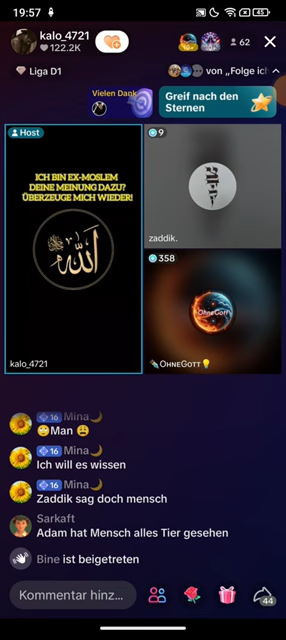 19:57
45
kalo_4721
122.2K
62
Liga D1
von „Folge ich
Vielen Dank
Greif nach den
Sternen
Host
ICH BIN EX-MOSLEM
DEINE MEINUNG DAZU?
ÜBERZEUGE MICH WIEDER!
الله
kalo_4721
9
zaddik.
358
OhneGott
OHNEGOTT
16 Mina
Man
16 Mina
Ich will es wissen
16 Mina
Zaddik sag doch mensch
Sarkaft
Adam hat Mensch alles Tier gesehen
Bine ist beigetreten
Kommentar hinz...
44